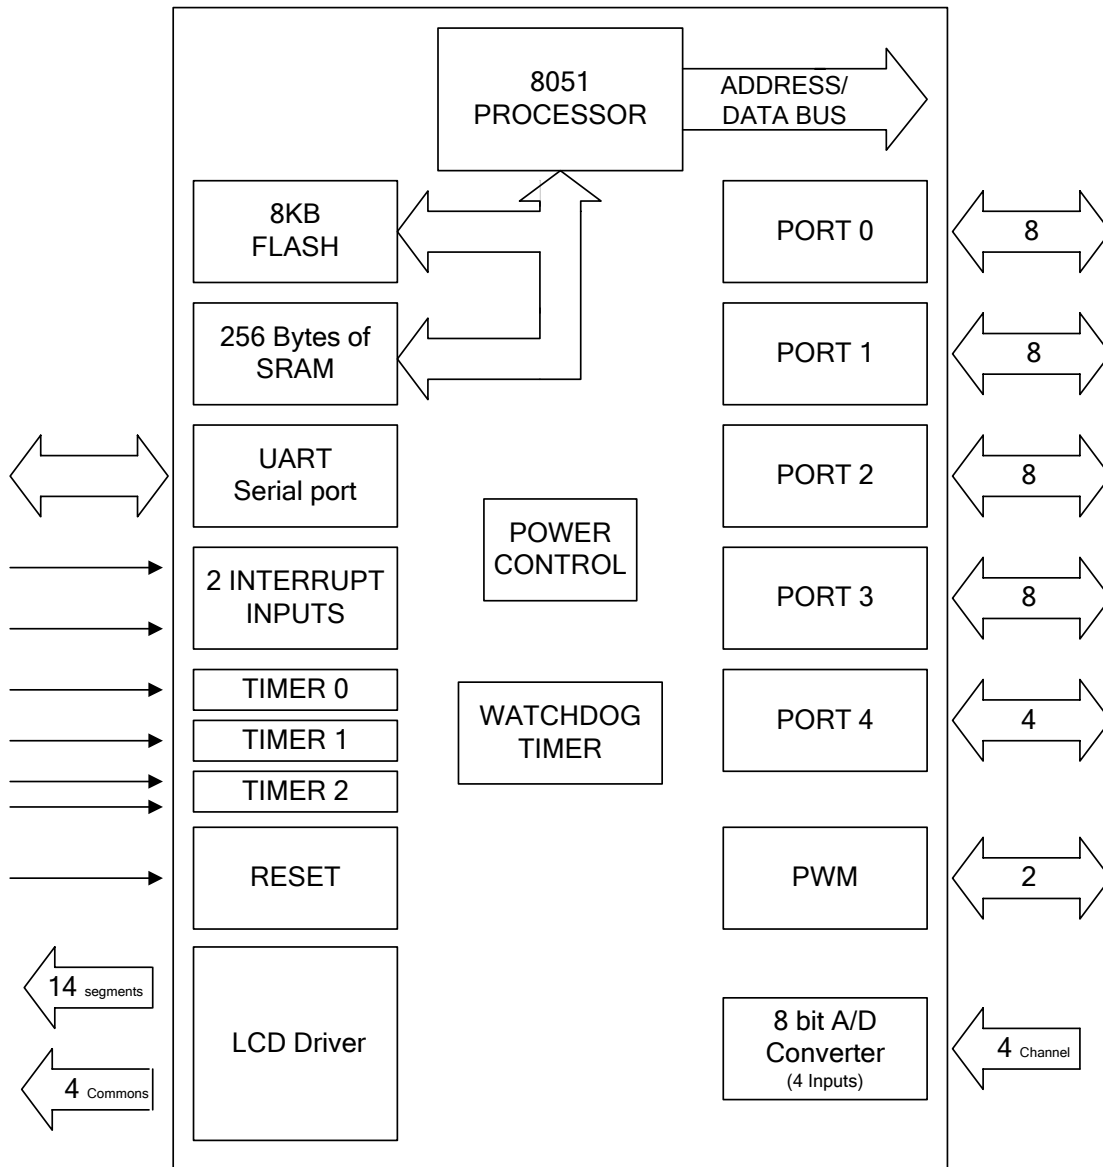 8051
PROCESSOR
ADDRESS/
DATA BUS
8KB
FLASH
PORT 0
8
256 Bytes of
SRAM
PORT 1
8
UART
Serial port
PORT 2
8
POWER
CONTROL
2 INTERRUPT
INPUTS
PORT 3
8
TIMER 0
TIMER 1
TIMER 2
WATCHDOG
TIMER
PORT 4
4
RESET
PWM
2
14 segments
4 Commons
LCD Driver
8 bit A/D
Converter
(4 Inputs)
4 Channel